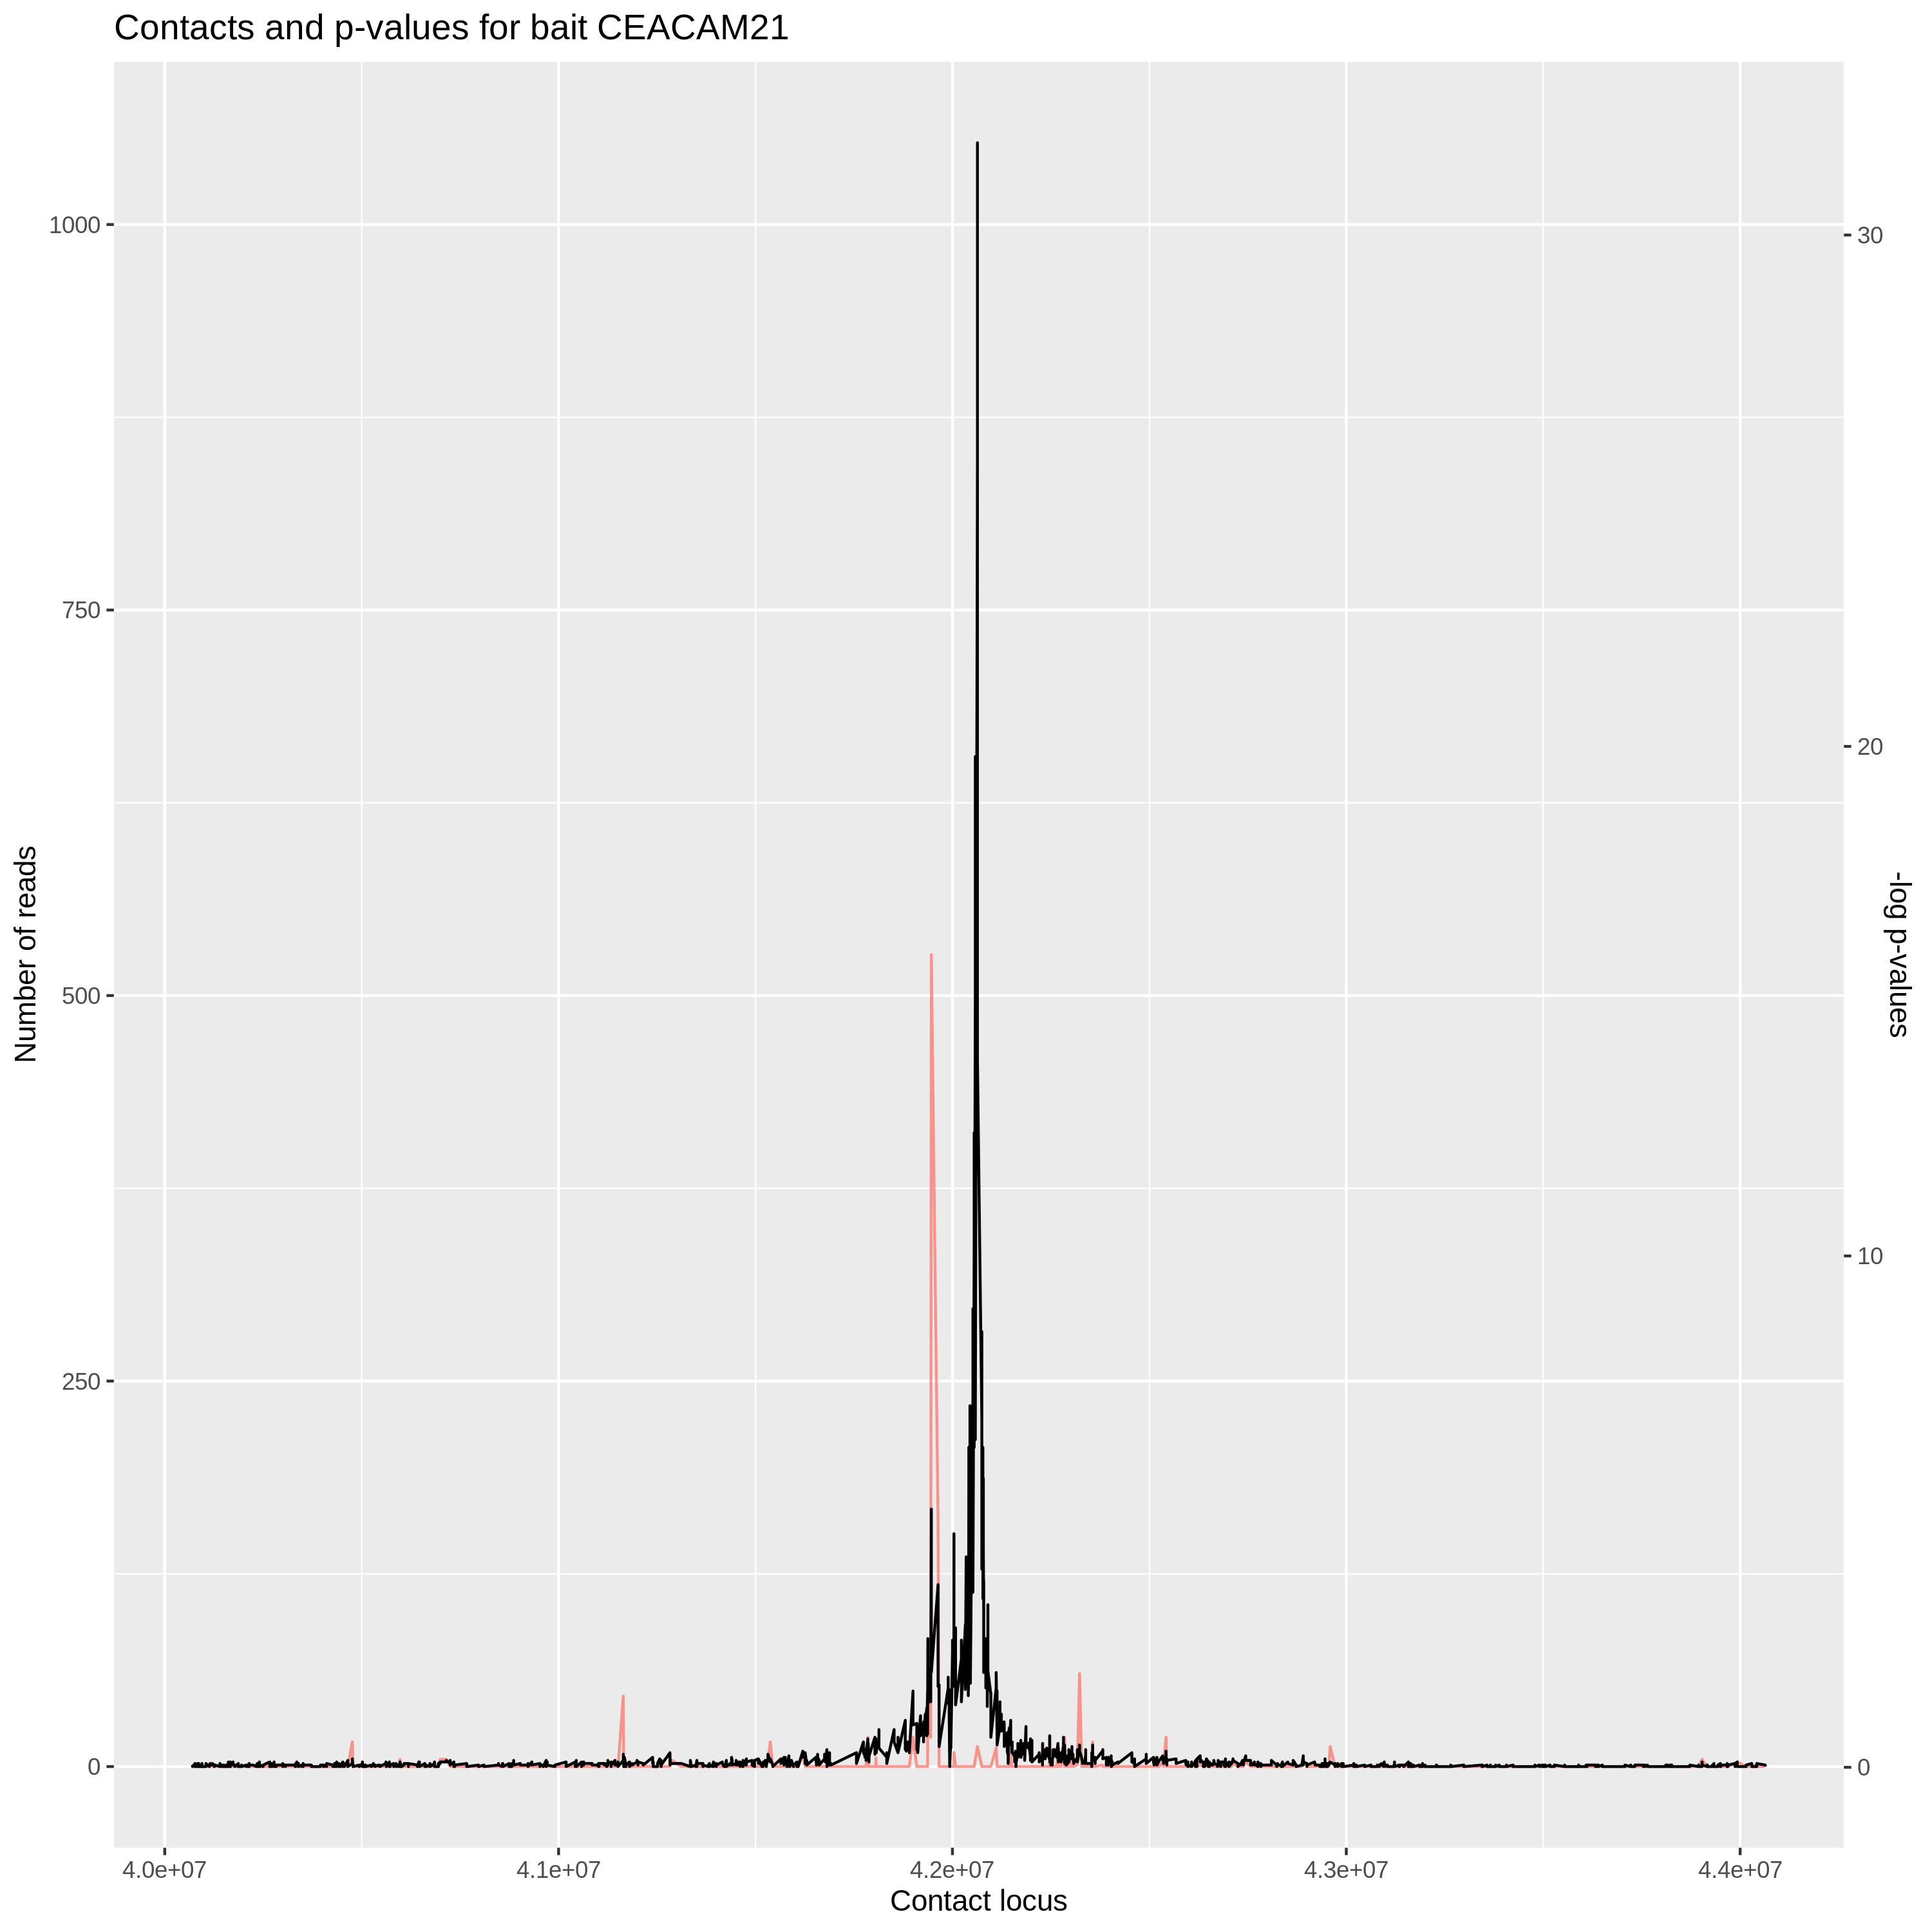 Contacts and p-values for bait CEACAM21
1000
750
500
250
0
30
20
10
0
Number of reads
-log p-values
4.0e+07
4.1e+07
4.2e+07
4.3e+07
4.4e+07
Contact locus